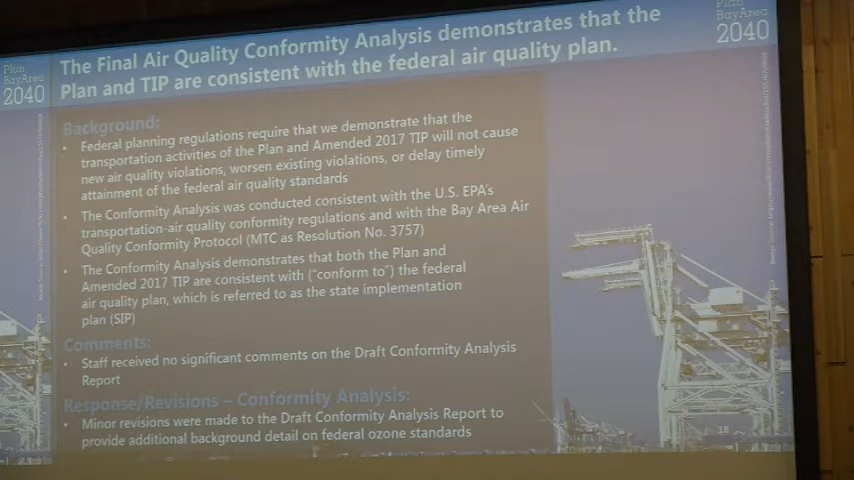 The Final Air Quality Conformity Analysis demonstrates that the
Plan and TIP are consistent with the federal air quality plan.
Plan
BayArea
2040
Plan
BayArea
2040
Background:
• Federal planning regulations require that we demonstrate that the
transportation activities of the Plan and Amended 2017 TIP will not cause
new air quality violations, worsen existing violations, or delay timely
attainment of the federal air quality standards
• The Conformity Analysis was conducted consistent with the U.S. EPA's
transportation-air quality conformity regulations and with the Bay Area Air
Quality Conformity Protocol (MTC as Resolution No. 3757)
• The Conformity Analysis demonstrates that both the Plan and
Amended 2017 TIP are consistent with ("conform to") the federal
air quality plan, which is referred to as the state implementation
plan (SIP)
Comments:
• Staff received no significant comments on the Draft Conformity Analysis
Report
Response/Revisions – Conformity Analysis:
• Minor revisions were made to the Draft Conformity Analysis Report to
provide additional background detail on federal ozone standards
18